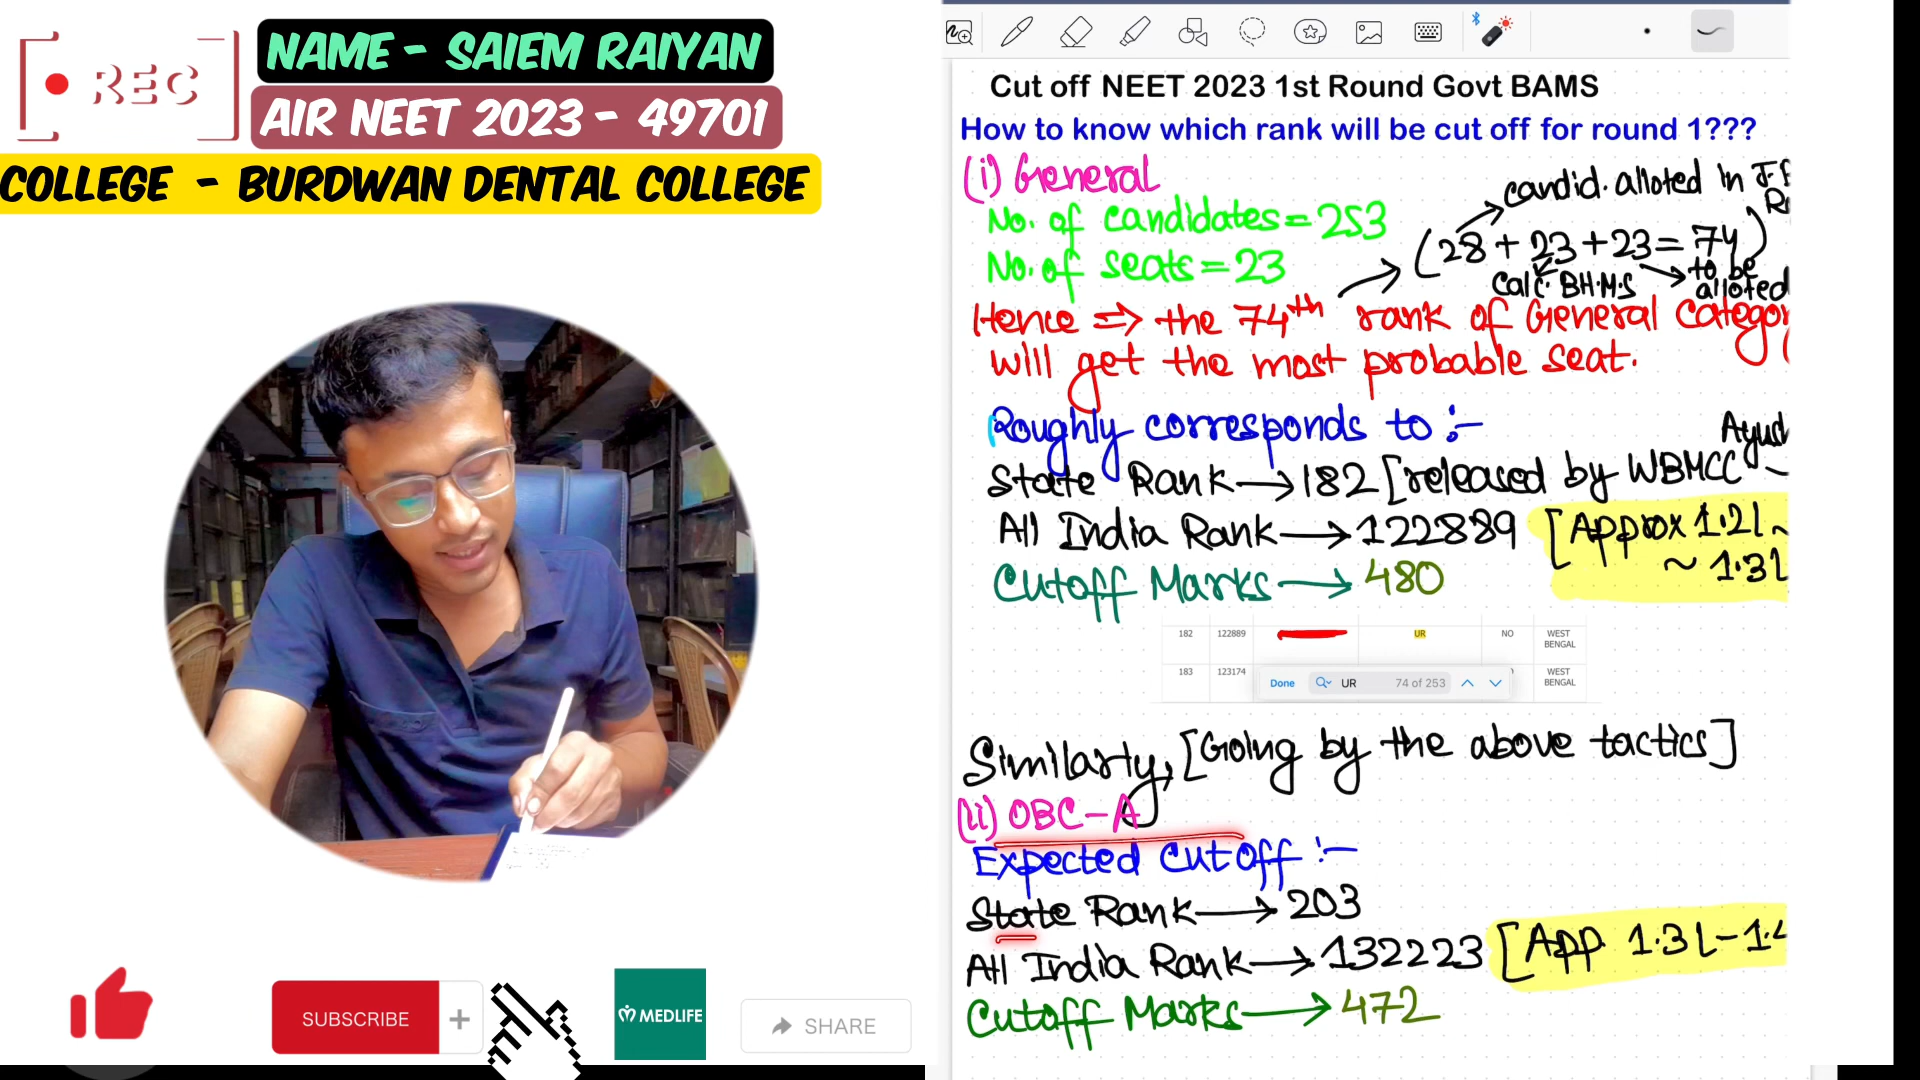 REC
NAME - SAIEM RAIYAN
AIR NEET 2023 - 49701
COLLEGE - BURDWAN DENTAL COLLEGE
SUBSCRIBE +
MEDLIFE
SHARE
Cut off NEET 2023 1st Round Govt BAMS
How to know which rank will be cut off for round 1???
(i) General
candid. alloted in
No. of candidates = 253
(28 + 23 + 23 = 74)
No. of seats = 23
Calc. BH.M.S to be alloted
Hence ⇒ the 74th rank of General
will get the most probable seat.
Roughly corresponds to :-
State Rank → 182 [released by WBMCC
All India Rank → 122889 [Approx 1.2l ~
~ 1.3l
Cutoff Marks → 480
182 122889 UR NO WEST BENGAL
183 123174 WEST BENGAL
Done UR 74 of 253
Similarty, [Going by the above tactics]
(ii) OBC-A
Expected Cutoff :-
State Rank → 203
All India Rank → 132223 [App. 1.3L-
Cutoff Marks → 472